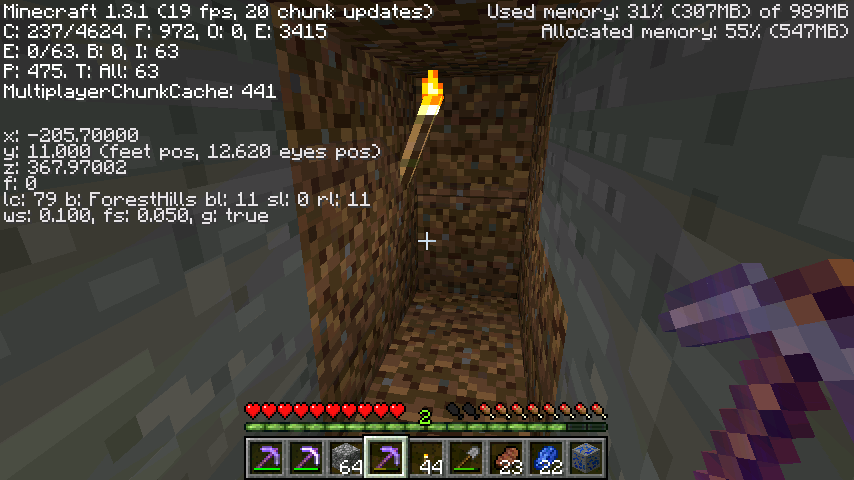 Minecraft 1.3.1 (19 fps, 20 chunk updates)
C: 237/4624. F: 972, O: 0, E: 3415
E: 0/63. B: 0, I: 63
P: 475. T: All: 63
MultiplayerChunkCache: 441
Used memory: 31% (307MB) of 989MB
Allocated memory: 55% (547MB)
x: -205.70000
y: 11.000 (feet pos, 12.620 eyes pos)
z: 367.97002
f: 0
lc: 79 b: ForestHills bl: 11 sl: 0 rl: 11
ws: 0.100, fs: 0.050, g: true
2
64
44
23
22